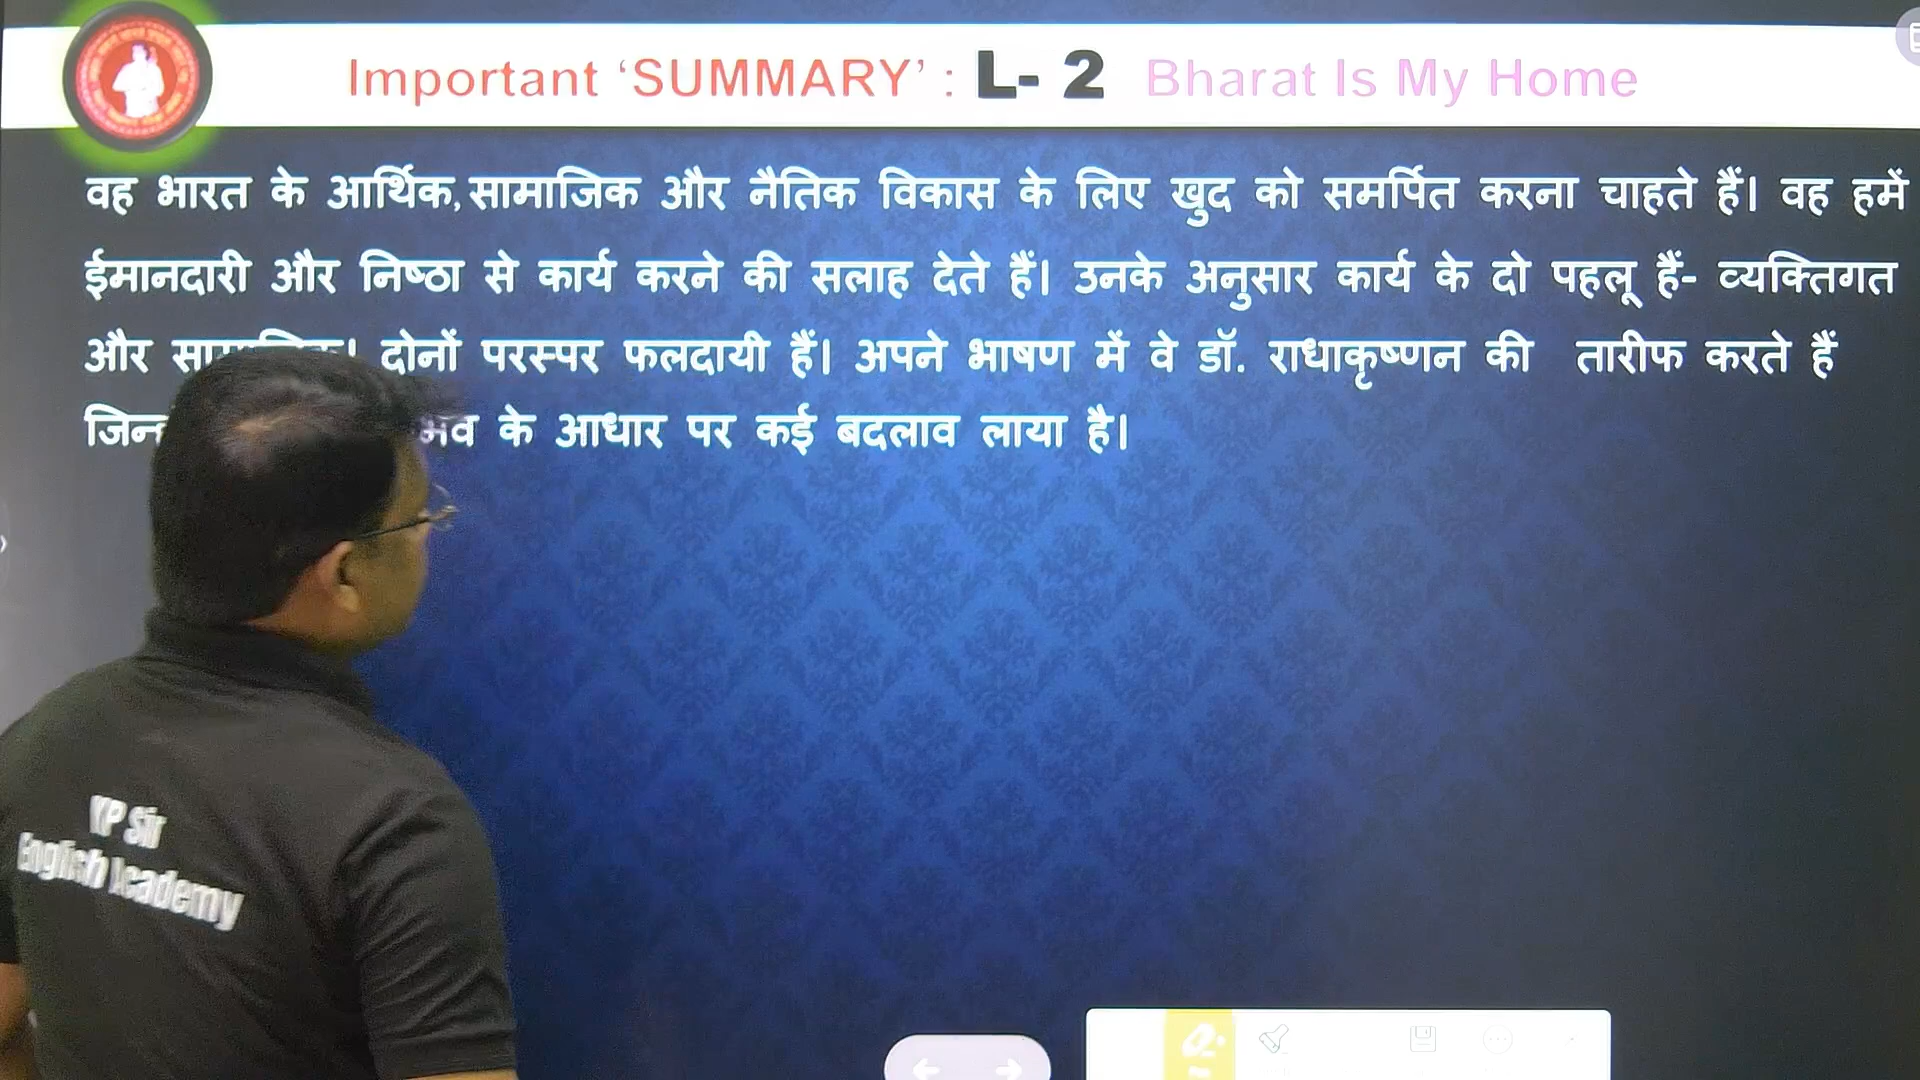 Important ‘SUMMARY’ : L- 2 Bharat Is My Home
वह भारत के आर्थिक, सामाजिक और नैतिक विकास के लिए खुद को समर्पित करना चाहते हैं। वह हमें
ईमानदारी और निष्ठा से कार्य करने की सलाह देते हैं। उनके अनुसार कार्य के दो पहलू हैं- व्यक्तिगत
और सामाजिक। दोनों परस्पर फलदायी हैं। अपने भाषण में वे डॉ. राधाकृष्णन की तारीफ करते हैं
के आधार पर कई बदलाव लाया है।
YP Sir
English Academy